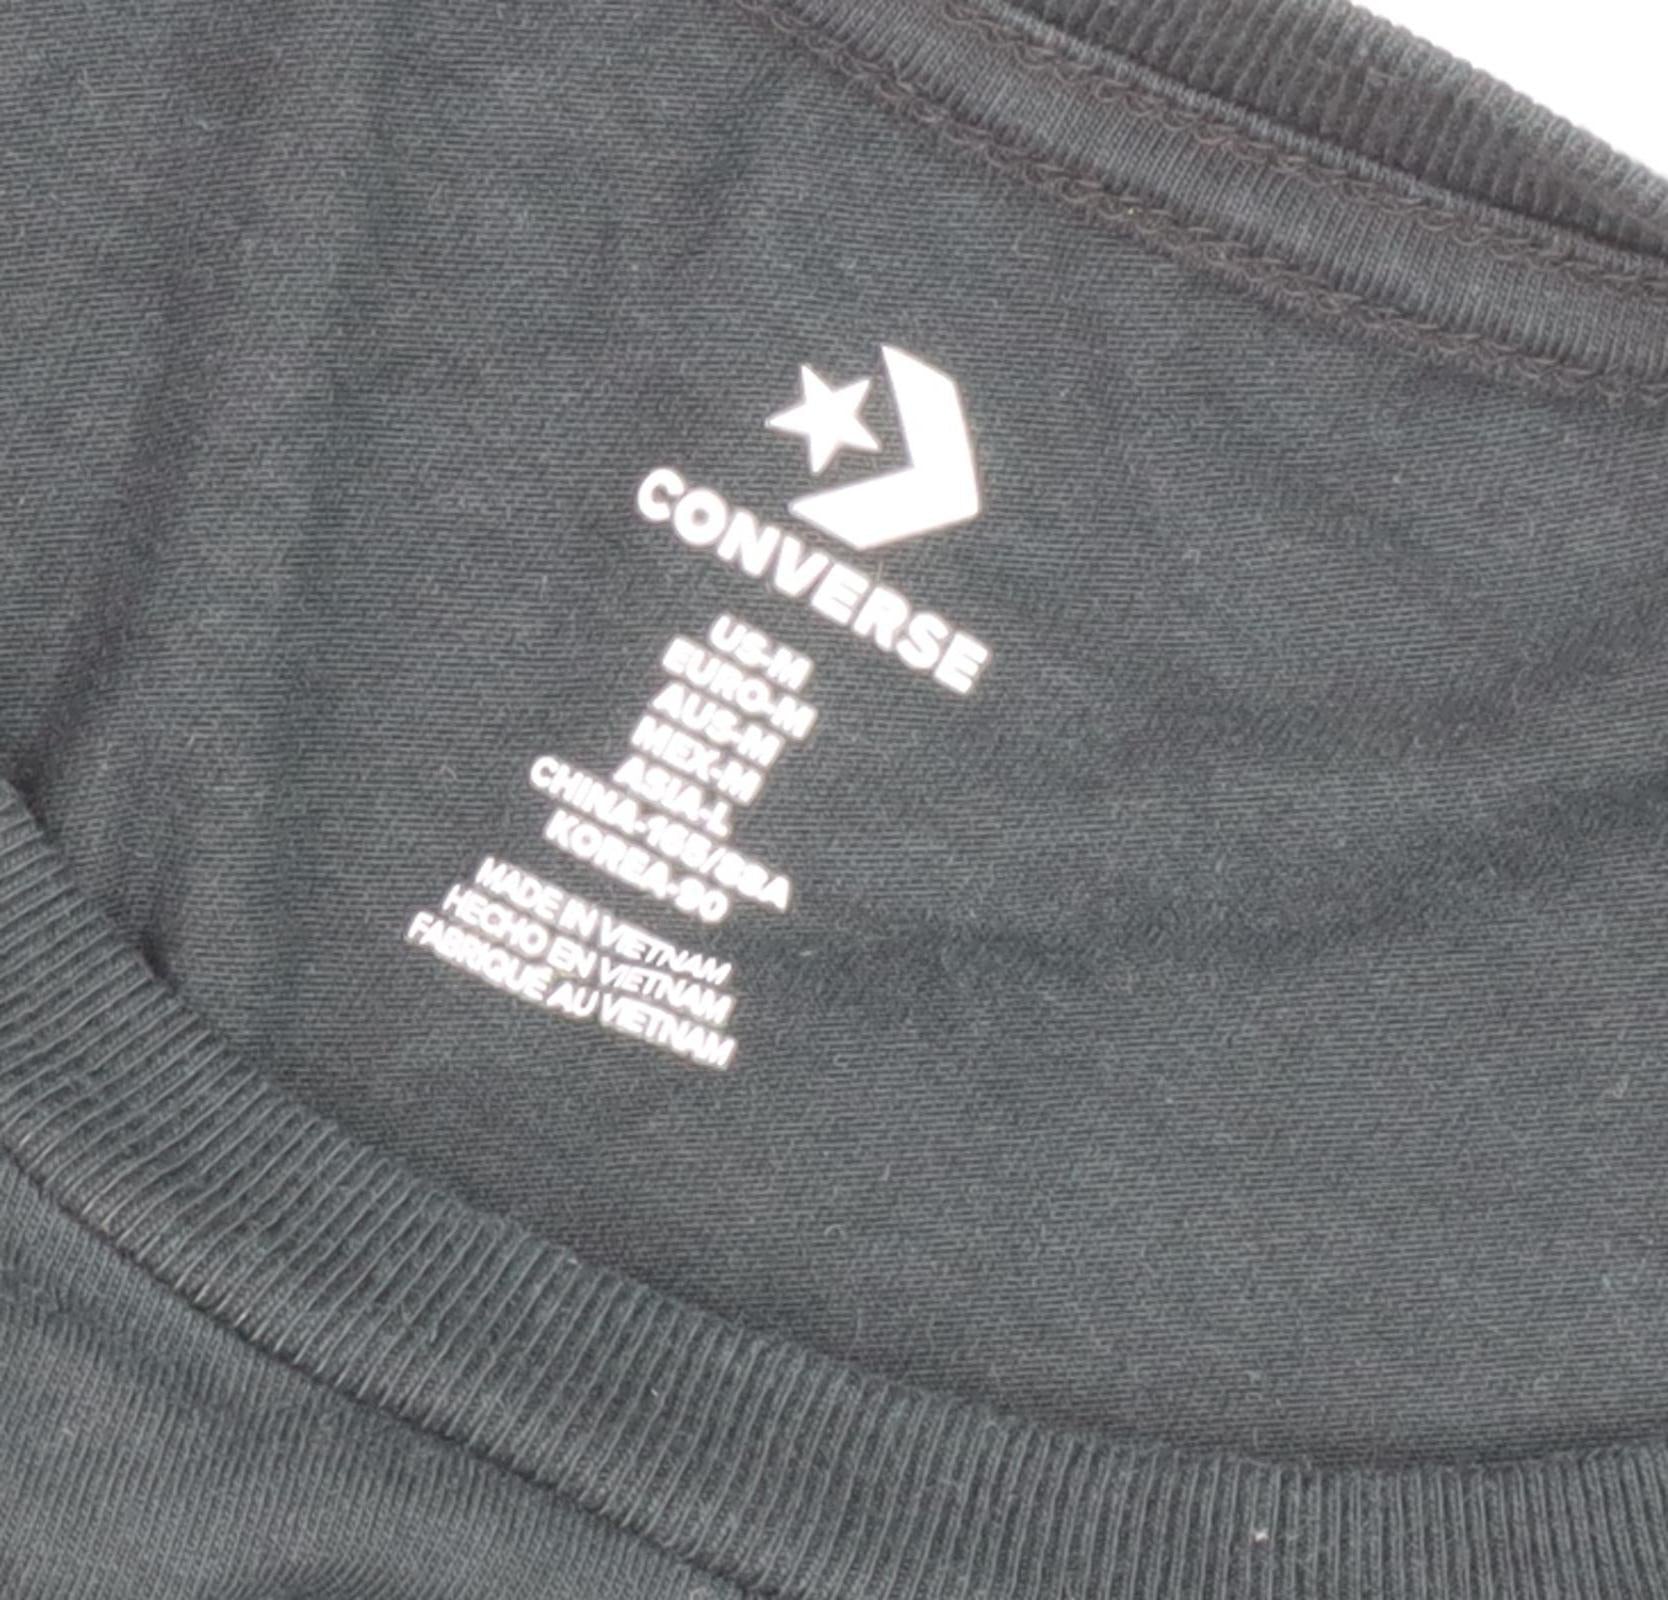 CONVERSE
US-M
EURO-M
AUS-M
MEX-M
ASIA-L
CHINA-165/88A
KOREA-90
MADE IN VIETNAM
HECHO EN VIETNAM
FABRIQUÉ AU VIETNAM